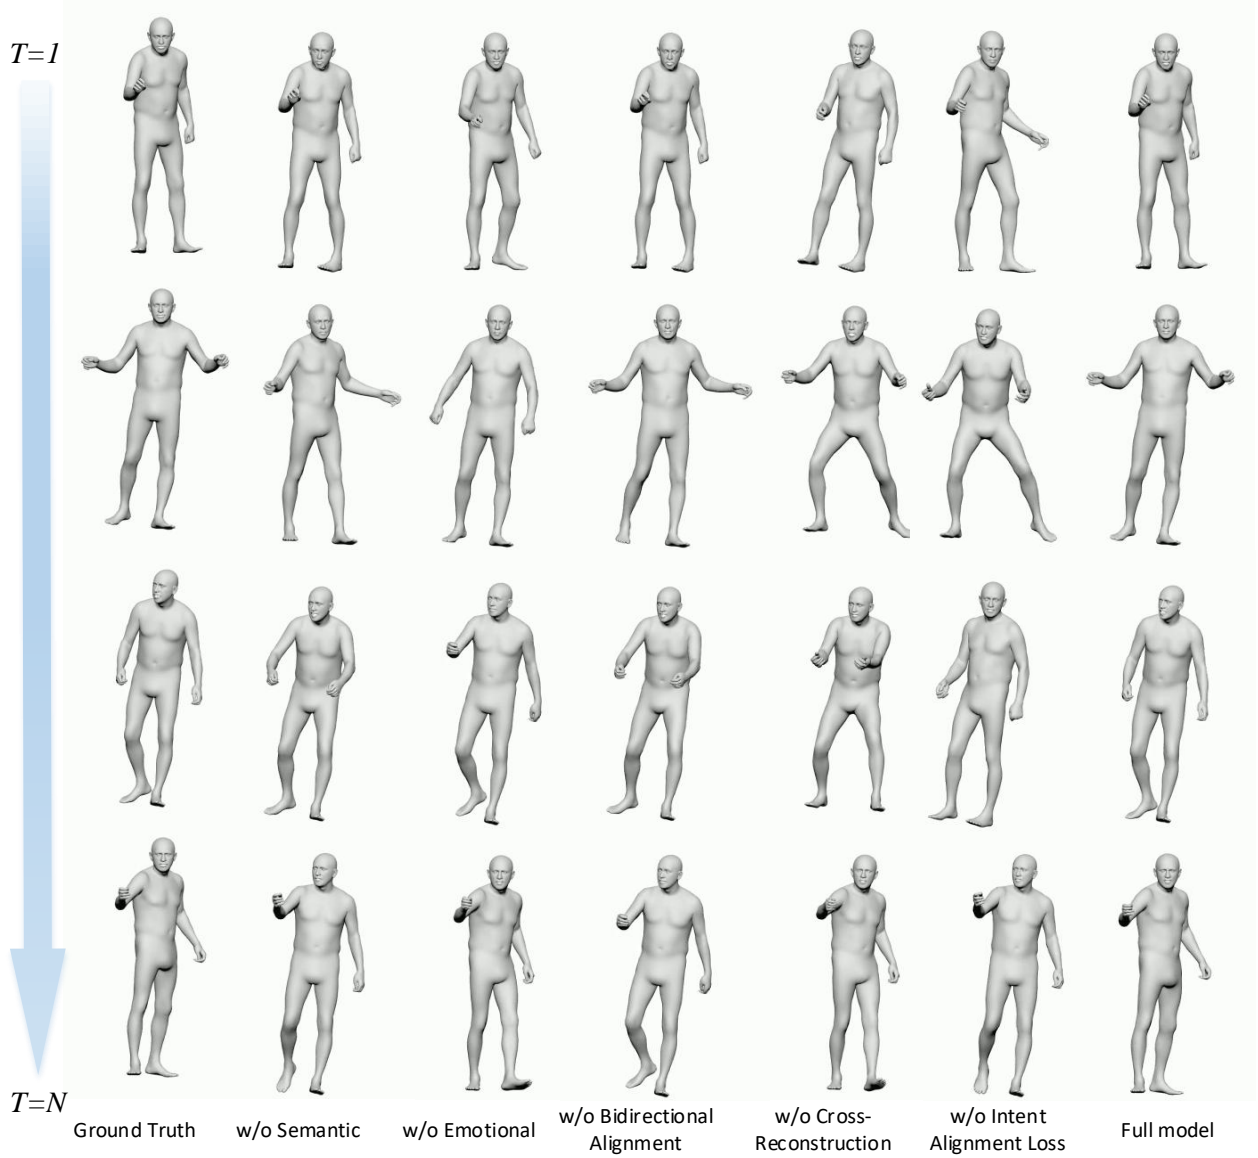 T=1
T=N
Ground Truth
w/o Semantic
w/o Emotional
w/o Bidirectional
Alignment
w/o Cross-
Reconstruction
w/o Intent
Alignment Loss
Full model